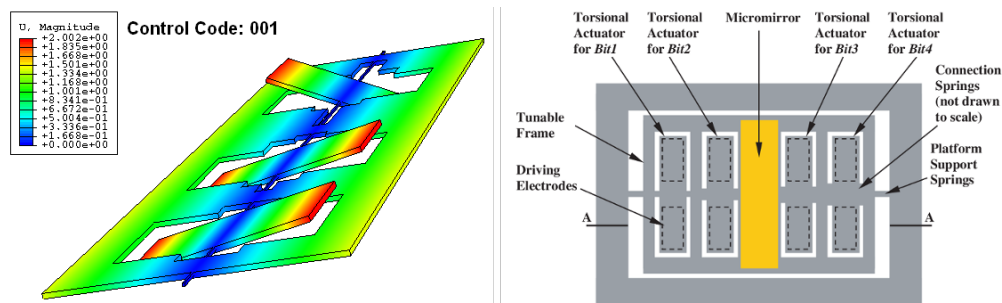 U, Magnitude
+2.002e+00
+1.835e+00
+1.668e+00
+1.501e+00
+1.334e+00
+1.168e+00
+1.001e+00
+8.341e-01
+6.672e-01
+5.004e-01
+3.336e-01
+1.668e-01
+0.000e+00
Control Code: 001
Torsional
Actuator
for Bit1
Torsional
Actuator
for Bit2
Micromirror
Torsional
Actuator
for Bit3
Torsional
Actuator
for Bit4
Connection
Springs
(not drawn
to scale)
Tunable
Frame
Platform
Support
Springs
Driving
Electrodes
A
A